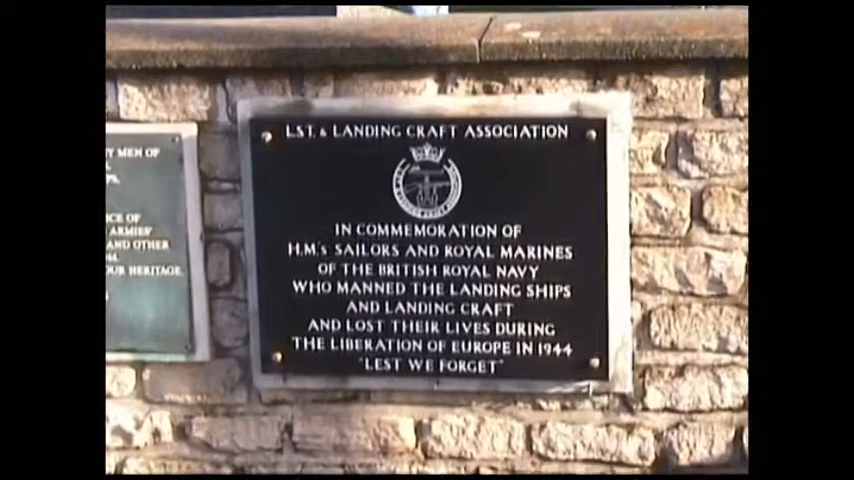 Y MEN OF
ICE OF
ARMIES
AND OTHER
OUR HERITAGE
L.S.T. & LANDING CRAFT ASSOCIATION
IN COMMEMORATION OF
H.M.'s SAILORS AND ROYAL MARINES
OF THE BRITISH ROYAL NAVY
WHO MANNED THE LANDING SHIPS
AND LANDING CRAFT
AND LOST THEIR LIVES DURING
THE LIBERATION OF EUROPE IN 1944
"LEST WE FORGET"